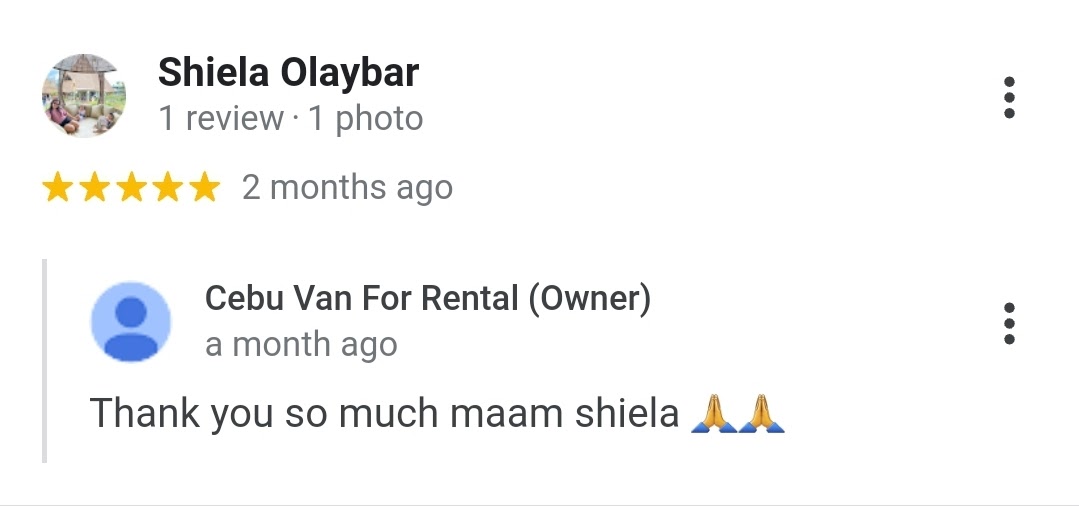 Shiela Olaybar
1 review · 1 photo
2 months ago
Cebu Van For Rental (Owner)
a month ago
Thank you so much maam shiela 🙏🙏